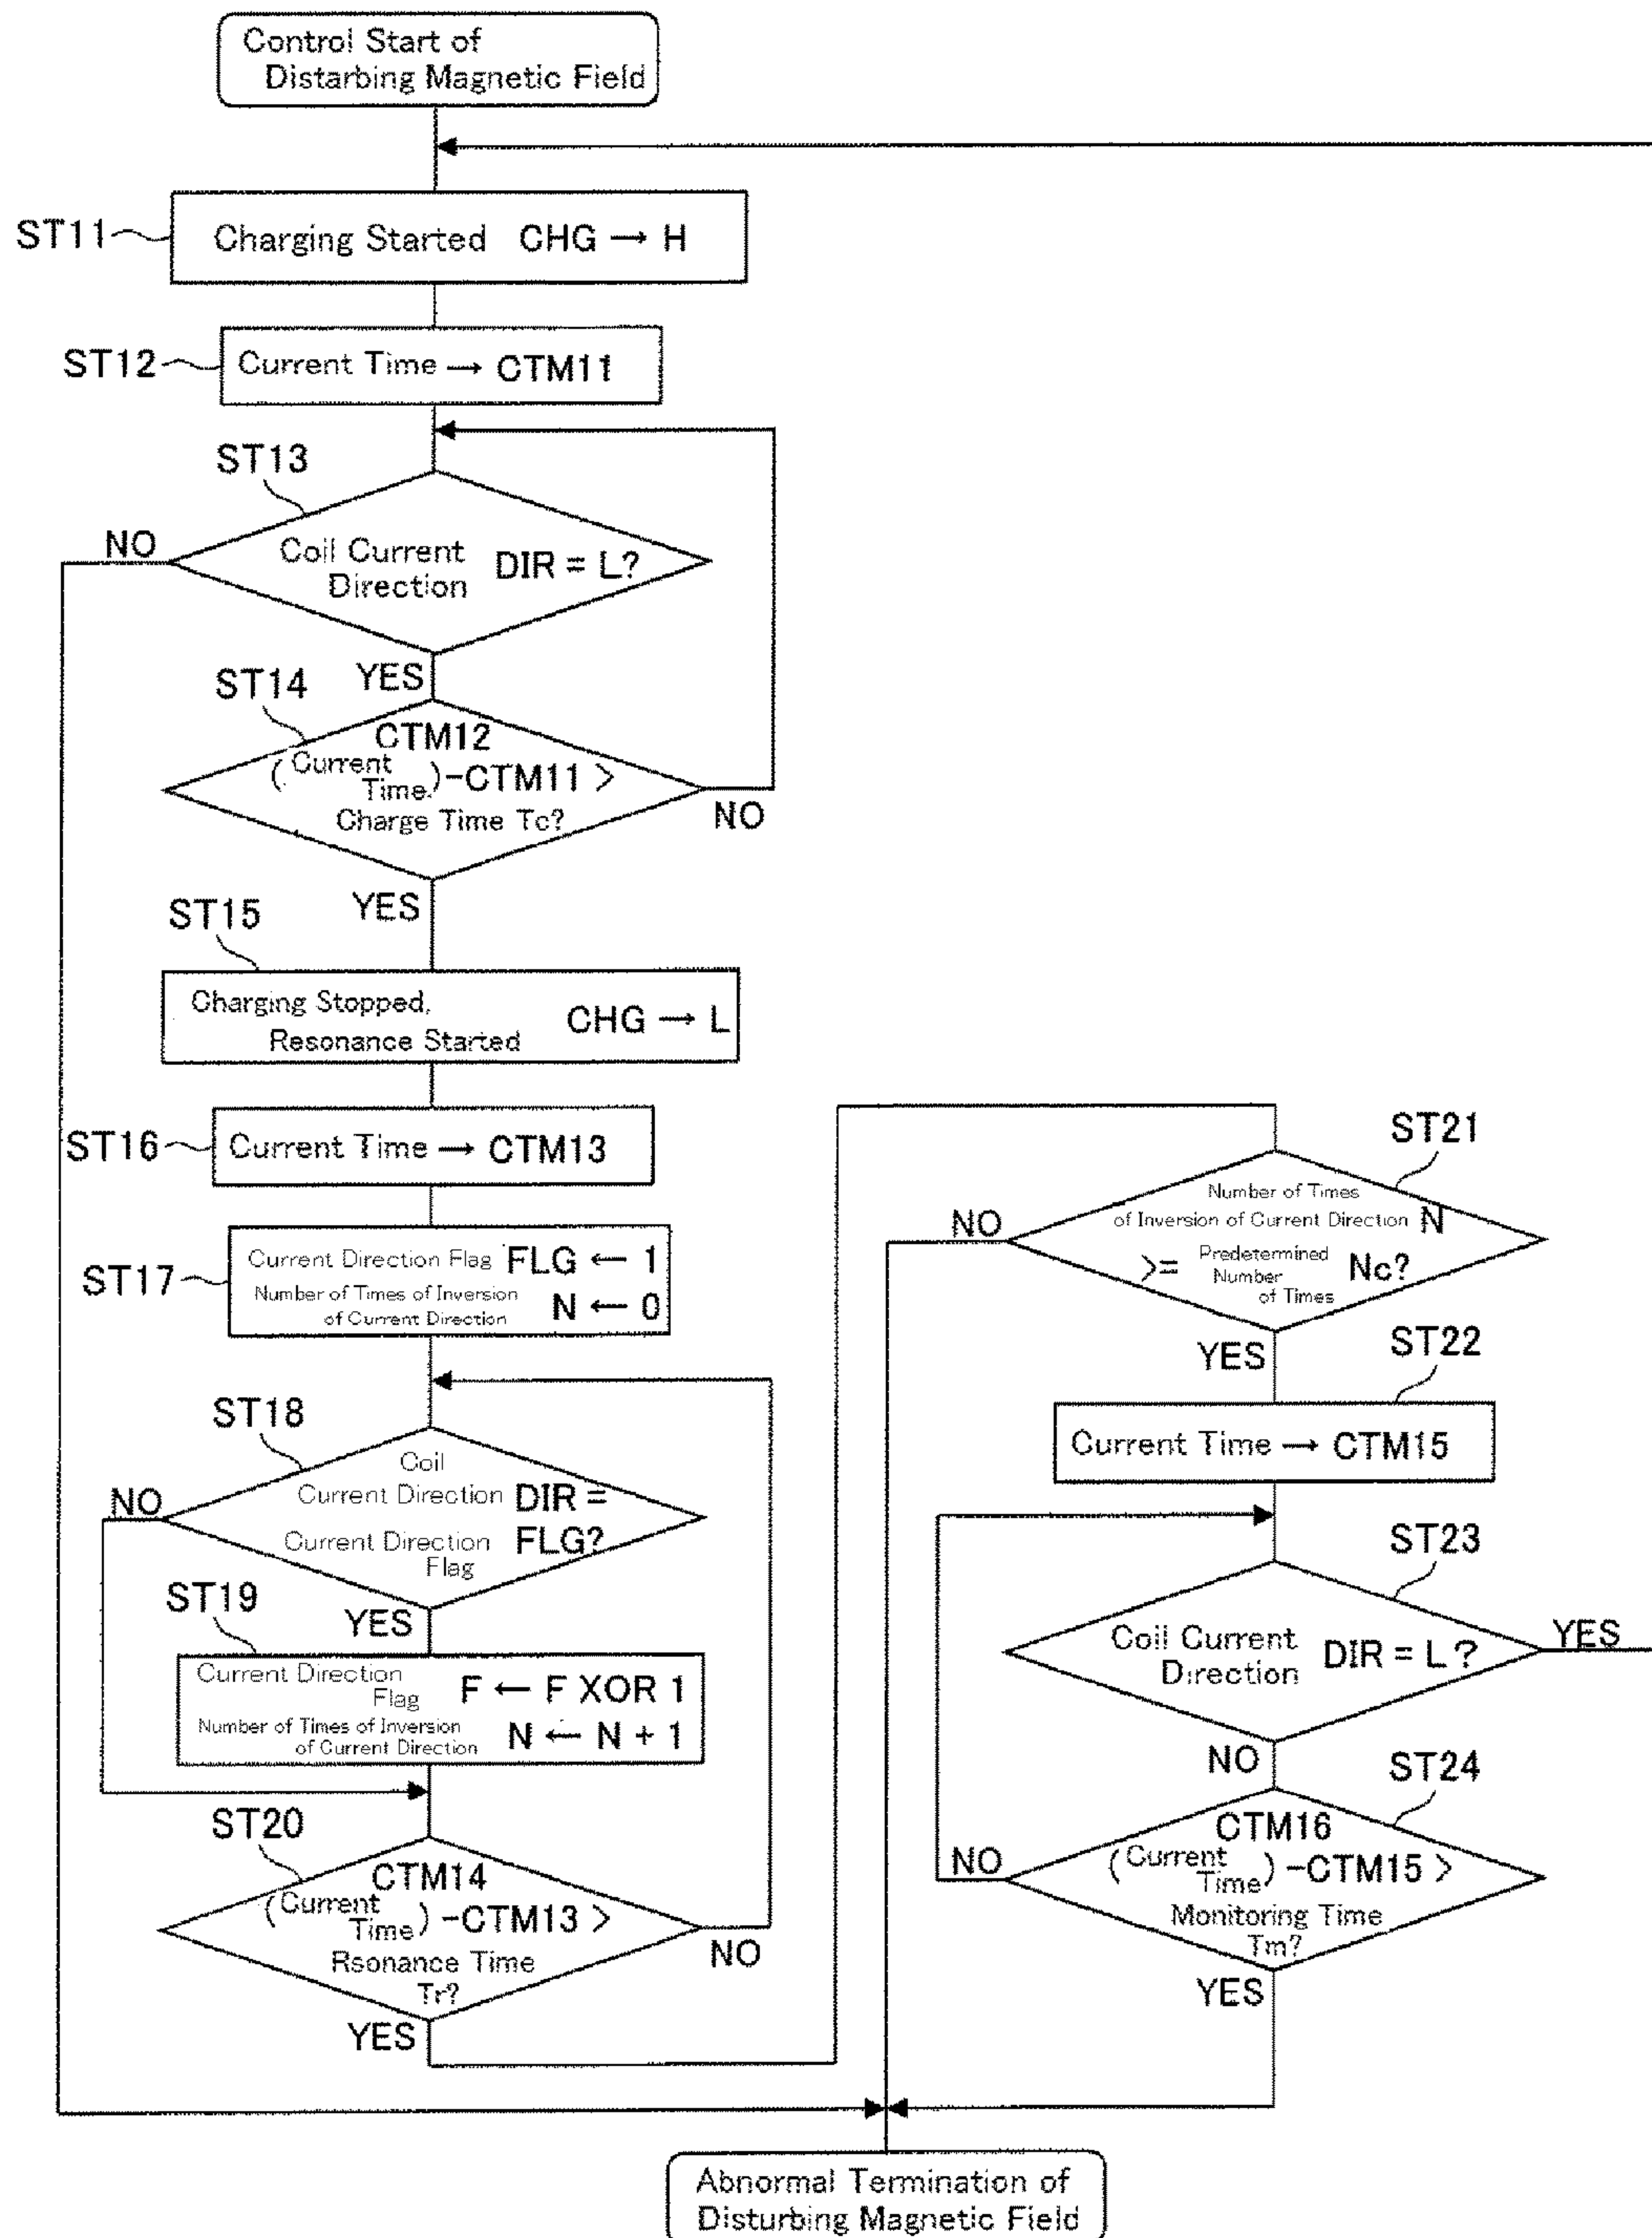 Control Start of
Distarbing Magnetic Field
ST11
Charging Started CHG → H
ST12
Current Time → CTM11
ST13
NO
Coil Current
Direction DIR = L?
YES
ST14
CTM12
(Current
Time) -CTM11 >
Charge Time Tc?
NO
YES
ST15
Charging Stopped,
Resonance Started CHG → L
ST16
Current Time → CTM13
ST17
Current Direction Flag FLG ← 1
Number of Times of Inversion
of Current Direction N ← 0
ST18
NO
Coil
Current Direction DIR =
Current Direction FLG?
Flag
YES
ST19
Current Direction
Flag F ← F XOR 1
Number of Times of Inversion
of Current Direction N ← N + 1
ST20
CTM14
(Current
Time) -CTM13 >
Rsonance Time
Tr?
NO
YES
ST21
NO
Number of Times
of Inversion of Current Direction N
>= Predetermined
Number
of Times Nc?
YES
ST22
Current Time → CTM15
ST23
Coil Current
Direction DIR = L ?
YES
NO
ST24
CTM16
(Current
Time) -CTM15 >
Monitoring Time
Tm?
NO
YES
Abnormal Termination of
Disturbing Magnetic Field